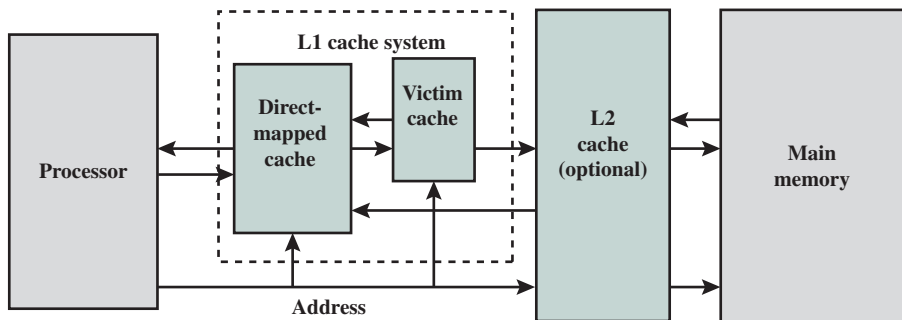 L1 cache system
Processor
Direct-
mapped
cache
Victim
cache
L2
cache
(optional)
Main
memory
Address